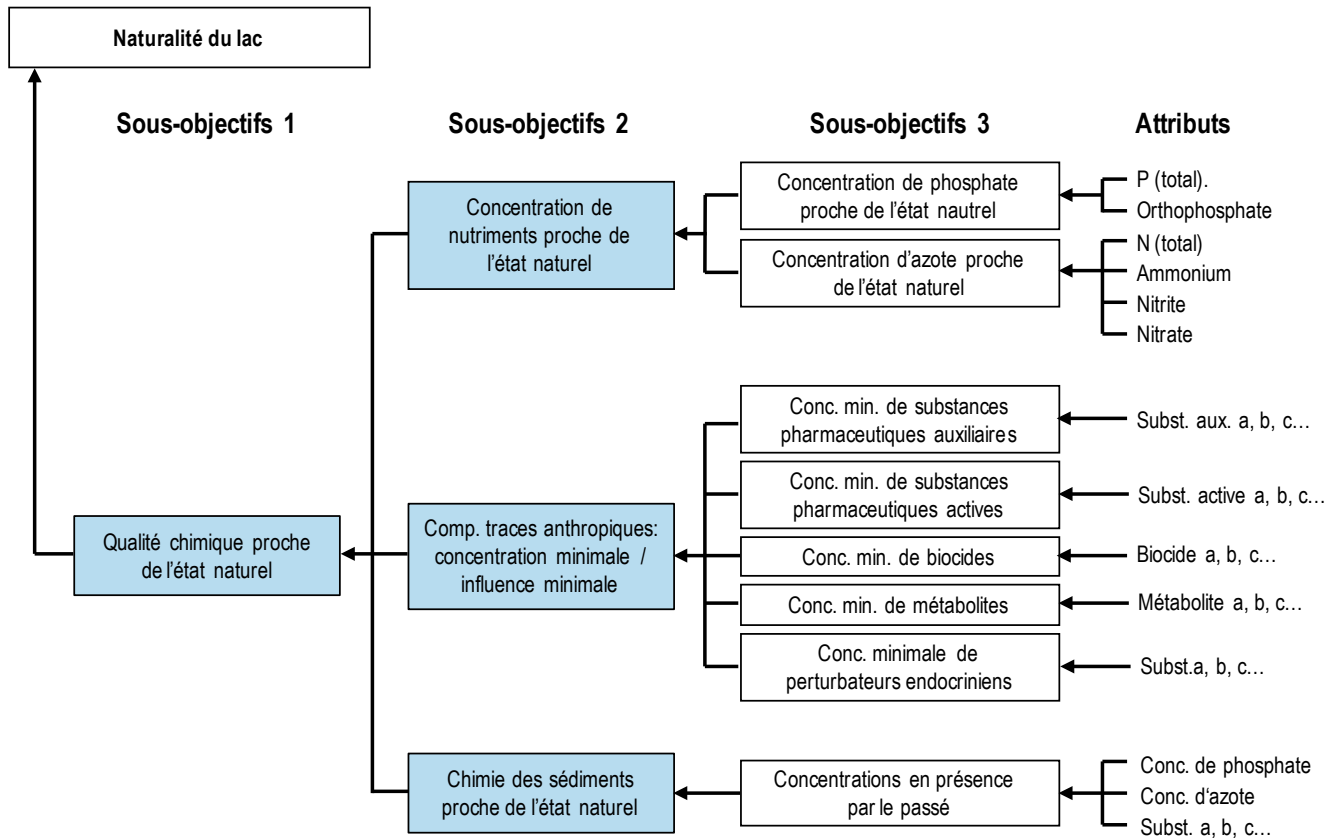 Naturalité du lac
Sous-objectifs 1
Sous-objectifs 2
Sous-objectifs 3
Attributs
Qualité chimique proche
de l'état naturel
Concentration de
nutriments proche de
l'état naturel
Concentration de phosphate
proche de l'état nautrel
P (total).
Orthophosphate
Concentration d'azote proche
de l'état naturel
N (total)
Ammonium
Nitrite
Nitrate
Comp. traces anthropiques:
concentration minimale /
influence minimale
Conc. min. de substances
pharmaceutiques auxiliaires
Subst. aux. a, b, c…
Conc. min. de substances
pharmaceutiques actives
Subst. active a, b, c…
Conc. min. de biocides
Biocide a, b, c…
Conc. min. de métabolites
Métabolite a, b, c…
Conc. minimale de
perturbateurs endocriniens
Subst.a, b, c…
Chimie des sédiments
proche de l'état naturel
Concentrations en présence
par le passé
Conc. de phosphate
Conc. d'azote
Subst. a, b, c…